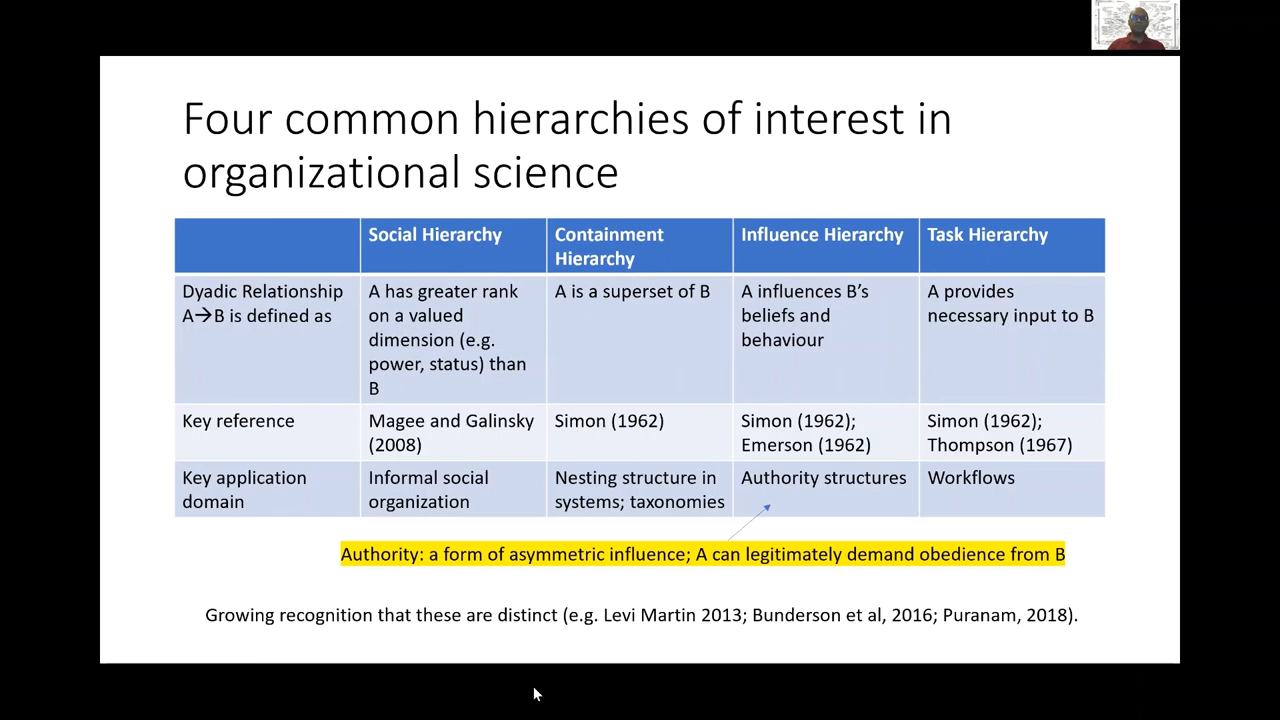 Four common hierarchies of interest in
organizational science
Social Hierarchy
Containment
Hierarchy
Influence Hierarchy
Task Hierarchy
Dyadic Relationship
A→B is defined as
A has greater rank
on a valued
dimension (e.g.
power, status) than
B
A is a superset of B
A influences B’s
beliefs and
behaviour
A provides
necessary input to B
Key reference
Magee and Galinsky
(2008)
Simon (1962)
Simon (1962);
Emerson (1962)
Simon (1962);
Thompson (1967)
Key application
domain
Informal social
organization
Nesting structure in
systems; taxonomies
Authority structures
Workflows
Authority: a form of asymmetric influence; A can legitimately demand obedience from B
Growing recognition that these are distinct (e.g. Levi Martin 2013; Bunderson et al, 2016; Puranam, 2018).